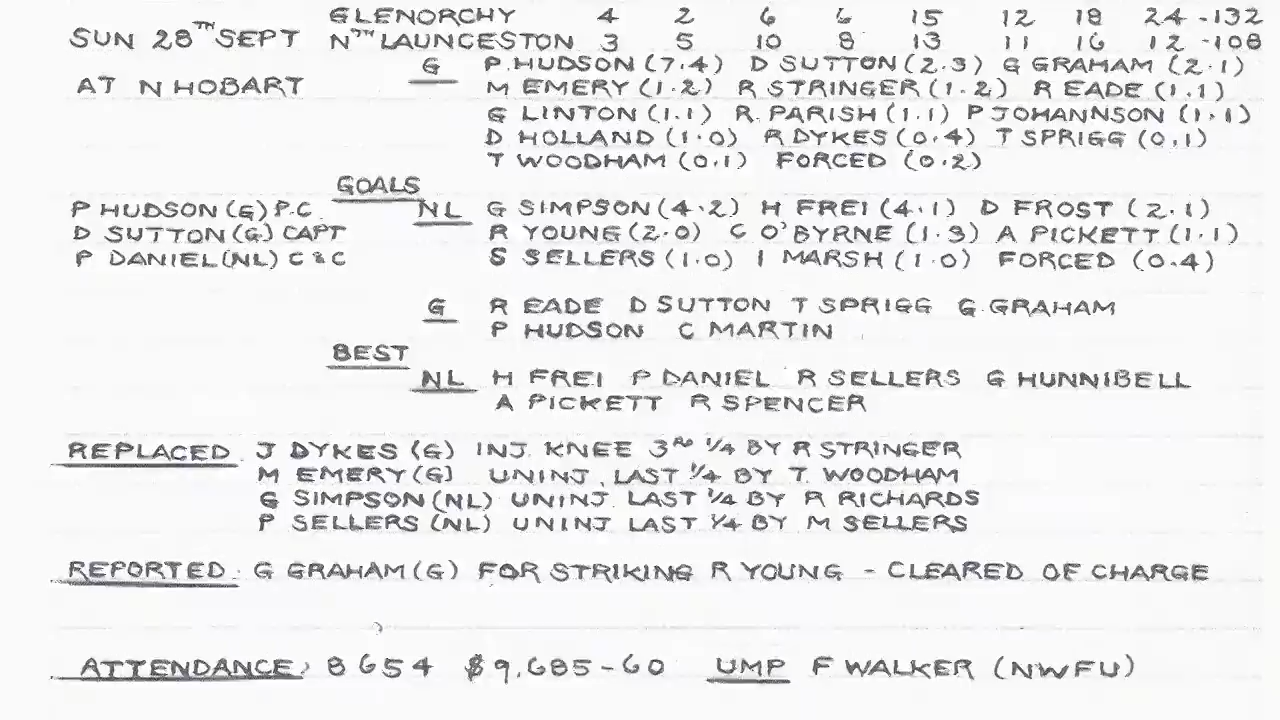 GLENORCHY 4 2 6 6 15 12 18 24 -132
SUN 28TH SEPT NTH LAUNCESTON 3 5 10 8 13 11 16 12 -108
G P. HUDSON (7.4) D SUTTON (2.3) G GRAHAM (2.1)
AT N HOBART M EMERY (1.2) R STRINGER (1.2) R EADE (1.1)
G LINTON (1.1) R. PARISH (1.1) P JOHANNSON (1.1)
D HOLLAND (1.0) R DYKES (0.4) T SPRIGG (0.1)
T WOODHAM (0.1) FORCED (0.2)
GOALS
P HUDSON (G) P.C NL G SIMPSON (4.2) H FREI (4.1) D FROST (2.1)
D SUTTON (G) CAPT R YOUNG (2.0) C O'BYRNE (1.3) A PICKETT (1.1)
P DANIEL (NL) C & C S SELLERS (1.0) I MARSH (1.0) FORCED (0.4)
G R EADE D SUTTON T SPRIGG G. GRAHAM
P HUDSON C MARTIN
BEST
NL H FREI P DANIEL R SELLERS G HUNNIBELL
A PICKETT R SPENCER
REPLACED J DYKES (G) INJ. KNEE 3RD 1/4 BY R STRINGER
M EMERY (G) UNINJ. LAST 1/4 BY T. WOODHAM
G SIMPSON (NL) UNINJ LAST 1/4 BY R RICHARDS
P SELLERS (NL) UNINJ LAST 1/4 BY M SELLERS
REPORTED: G GRAHAM (G) FOR STRIKING R YOUNG - CLEARED OF CHARGE
ATTENDANCE: 8654 $9,685-60 UMP F WALKER (NWFU)